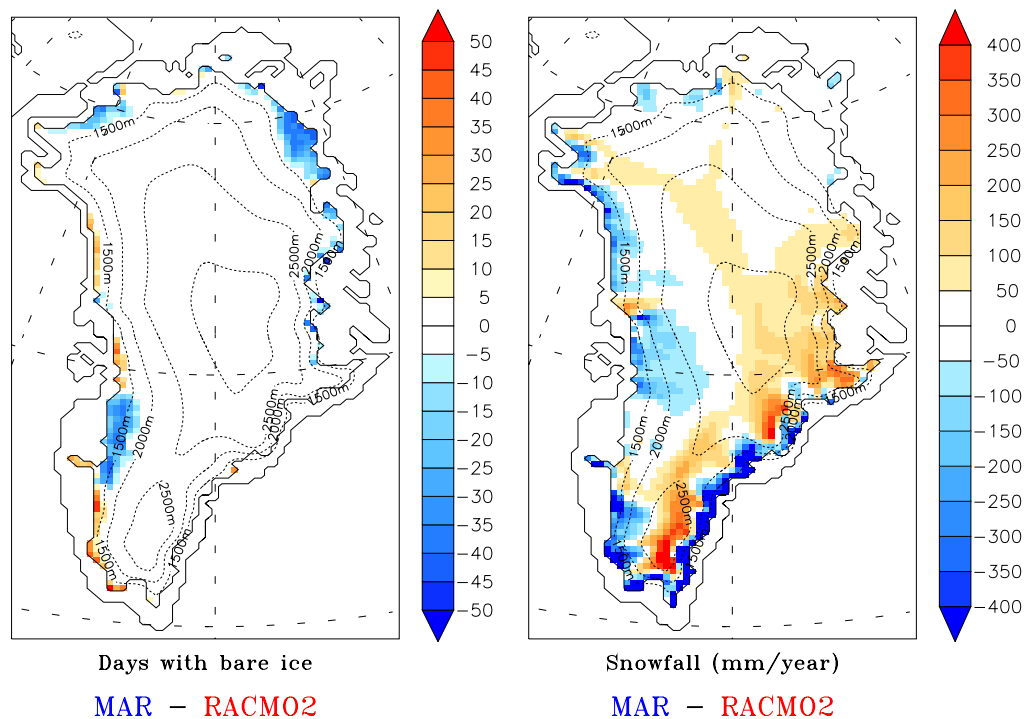 50
45
40
35
30
25
20
15
10
5
0
−5
−10
−15
−20
−25
−30
−35
−40
−45
−50
1500m
1500m
2500m
2000m
1500m
1500m
2000m
2500m
2000m
1500m
2500m
1500m
1500m
Days with bare ice
MAR − RACMO2
400
350
300
250
200
150
100
50
0
−50
−100
−150
−200
−250
−300
−350
−400
1500m
1500m
2500m
2000m
1500m
1500m
2000m
2500m
2000m
1500m
2500m
1500m
1500m
Snowfall (mm/year)
MAR − RACMO2